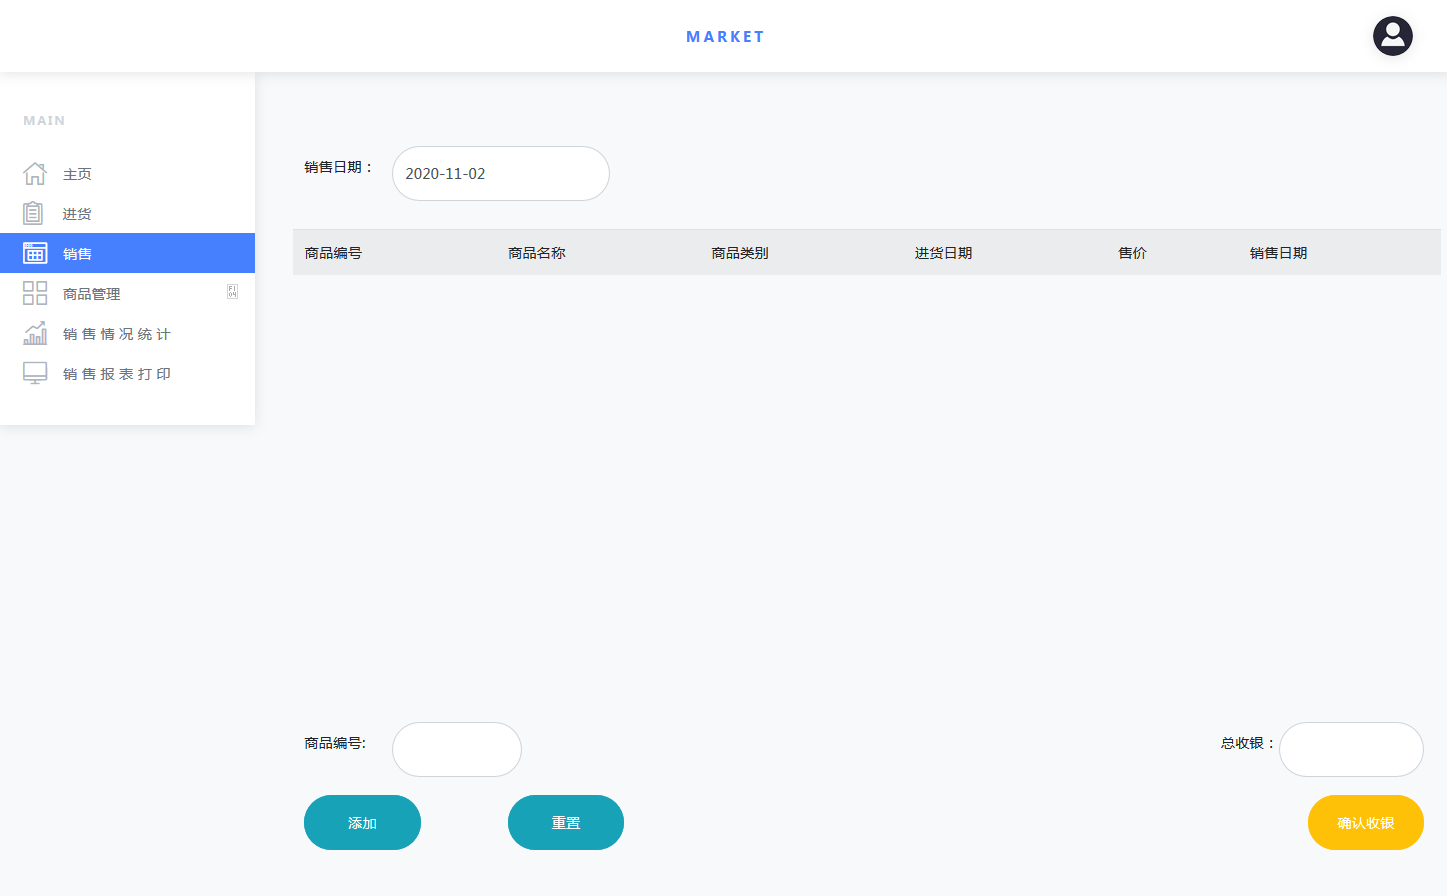 MARKET
MAIN
主页
进货
销售
商品管理
销售情况统计
销售报表打印
销售日期：
2020-11-02
商品编号 商品名称 商品类别 进货日期 售价 销售日期
商品编号:
总收银：
添加 重置 确认收银